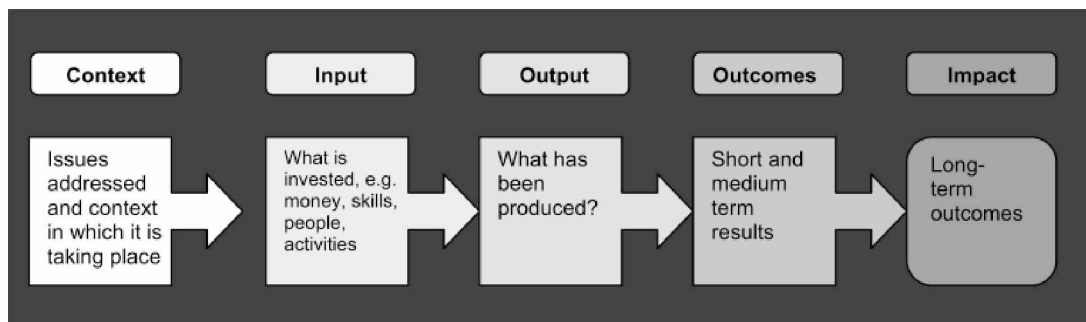 Context
Input
Output
Outcomes
Impact
Issues
addressed
and context
in which it is
taking place
What is
invested, e.g.
money, skills,
people,
activities
What has
been
produced?
Short and
medium
term
results
Long-
term
outcomes